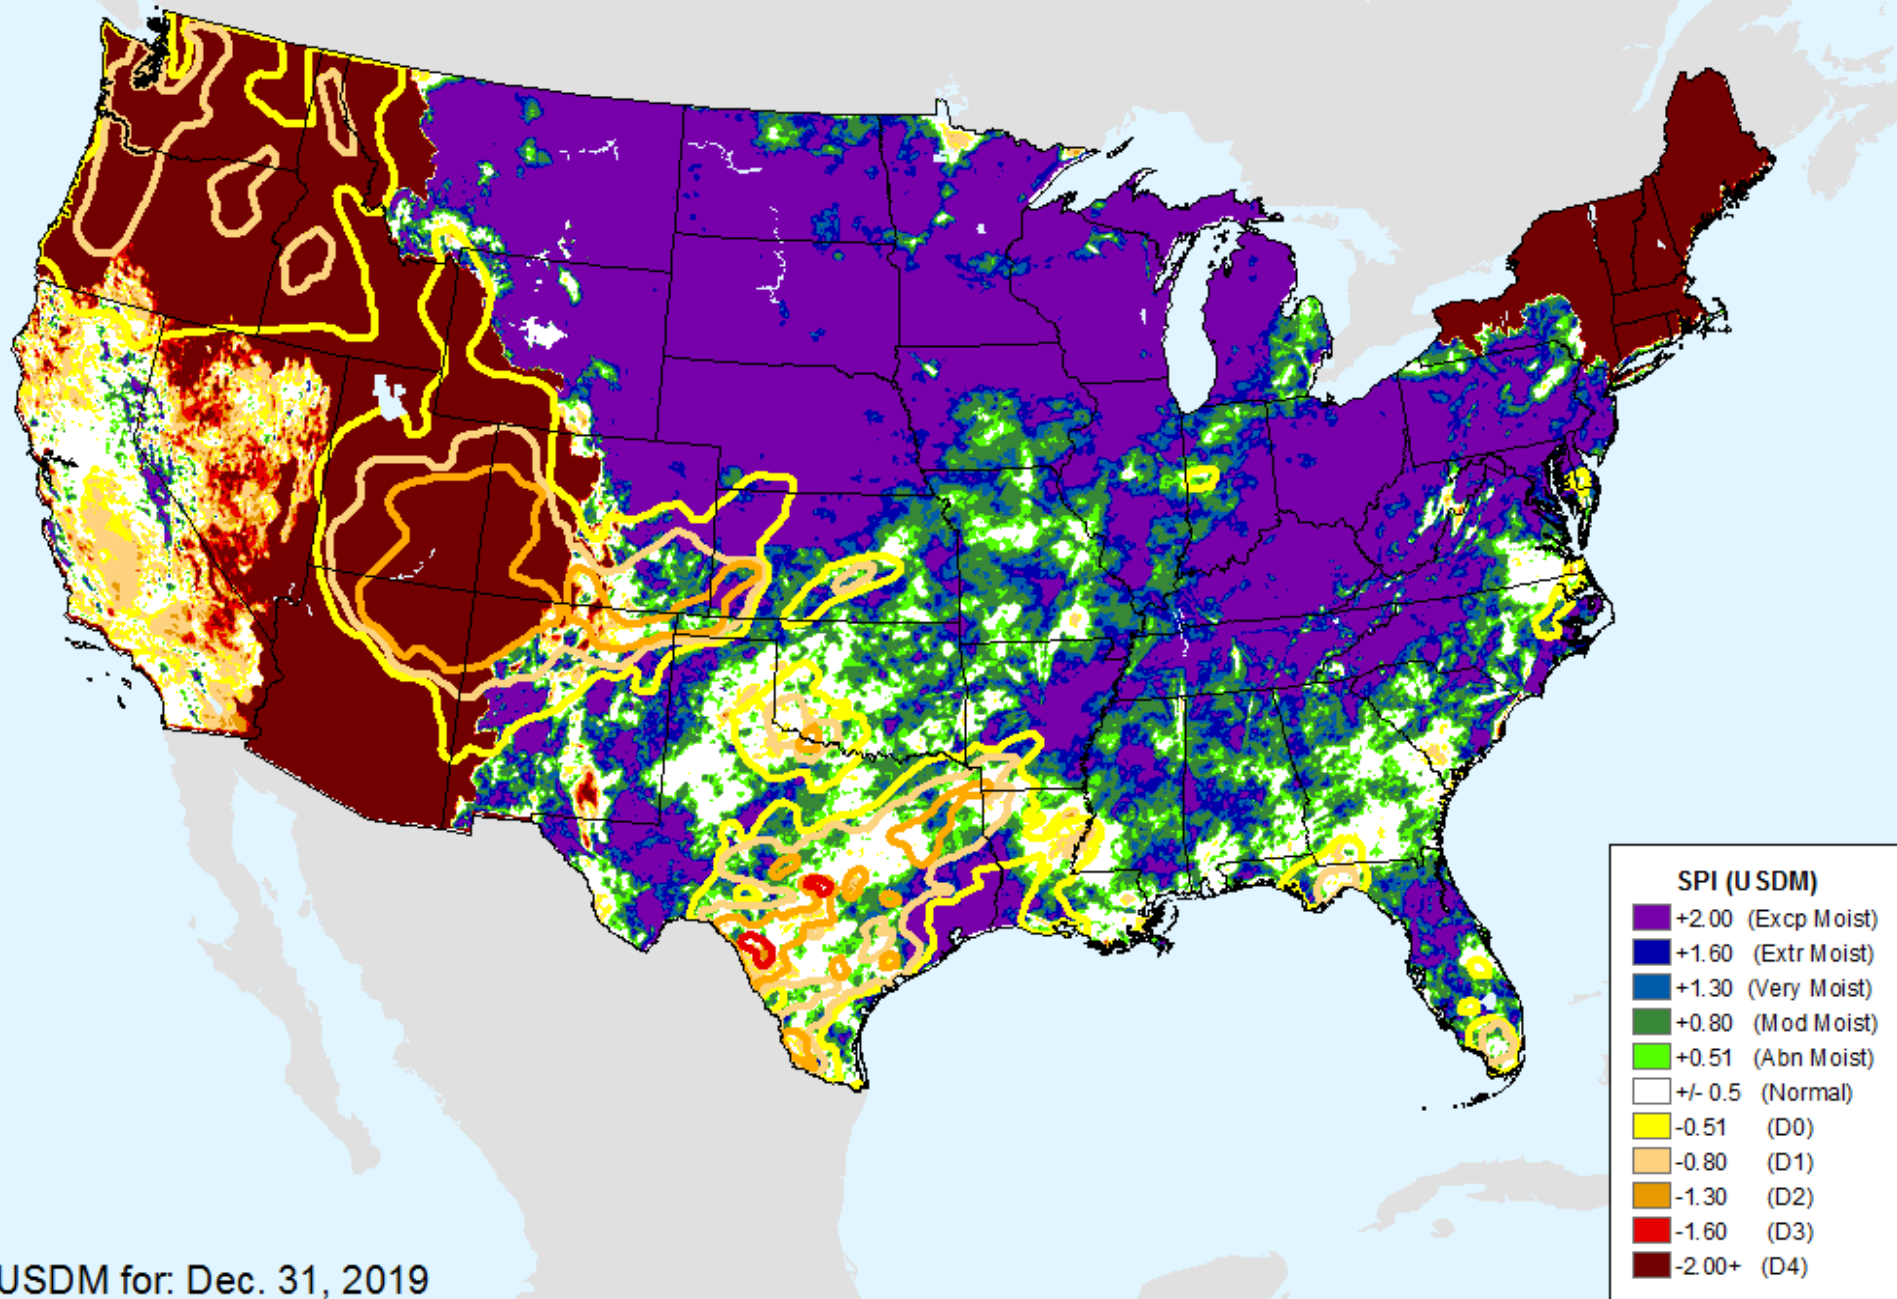 SPI (USDM)
+2.00 (Excp Moist)
+1.60 (Extr Moist)
+1.30 (Very Moist)
+0.80 (Mod Moist)
+0.51 (Abn Moist)
+/- 0.5 (Normal)
-0.51 (D0)
-0.80 (D1)
-1.30 (D2)
-1.60 (D3)
-2.00+ (D4)
USDM for: Dec. 31, 2019